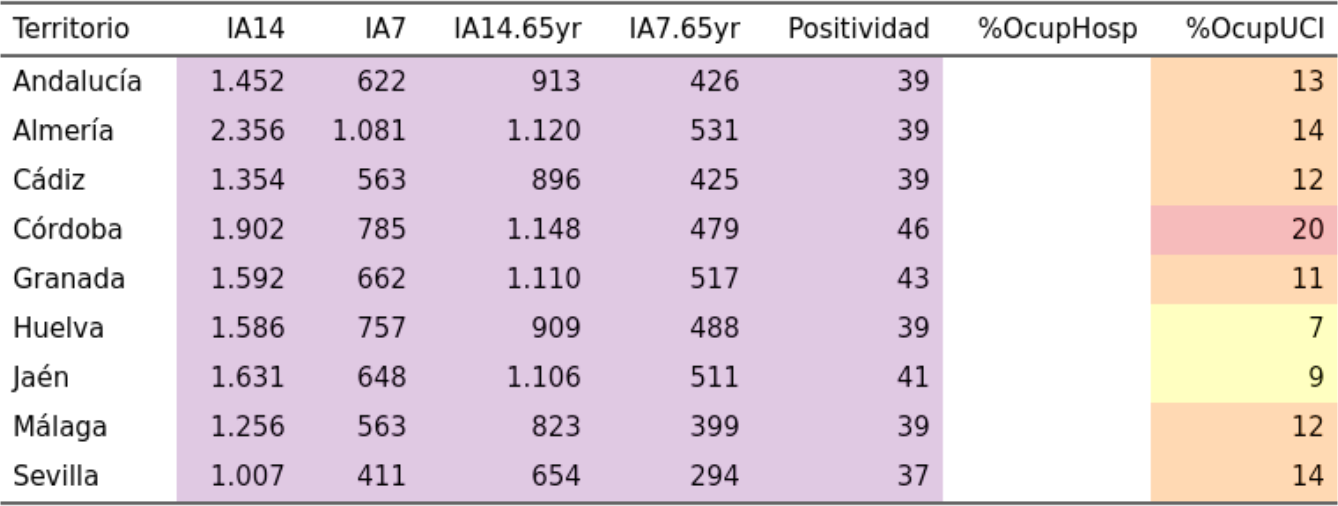 Territorio IA14 IA7 IA14.65yr IA7.65yr Positividad %OcupHosp %OcupUCI
Andalucía 1.452 622 913 426 39 13
Almería 2.356 1.081 1.120 531 39 14
Cádiz 1.354 563 896 425 39 12
Córdoba 1.902 785 1.148 479 46 20
Granada 1.592 662 1.110 517 43 11
Huelva 1.586 757 909 488 39 7
Jaén 1.631 648 1.106 511 41 9
Málaga 1.256 563 823 399 39 12
Sevilla 1.007 411 654 294 37 14